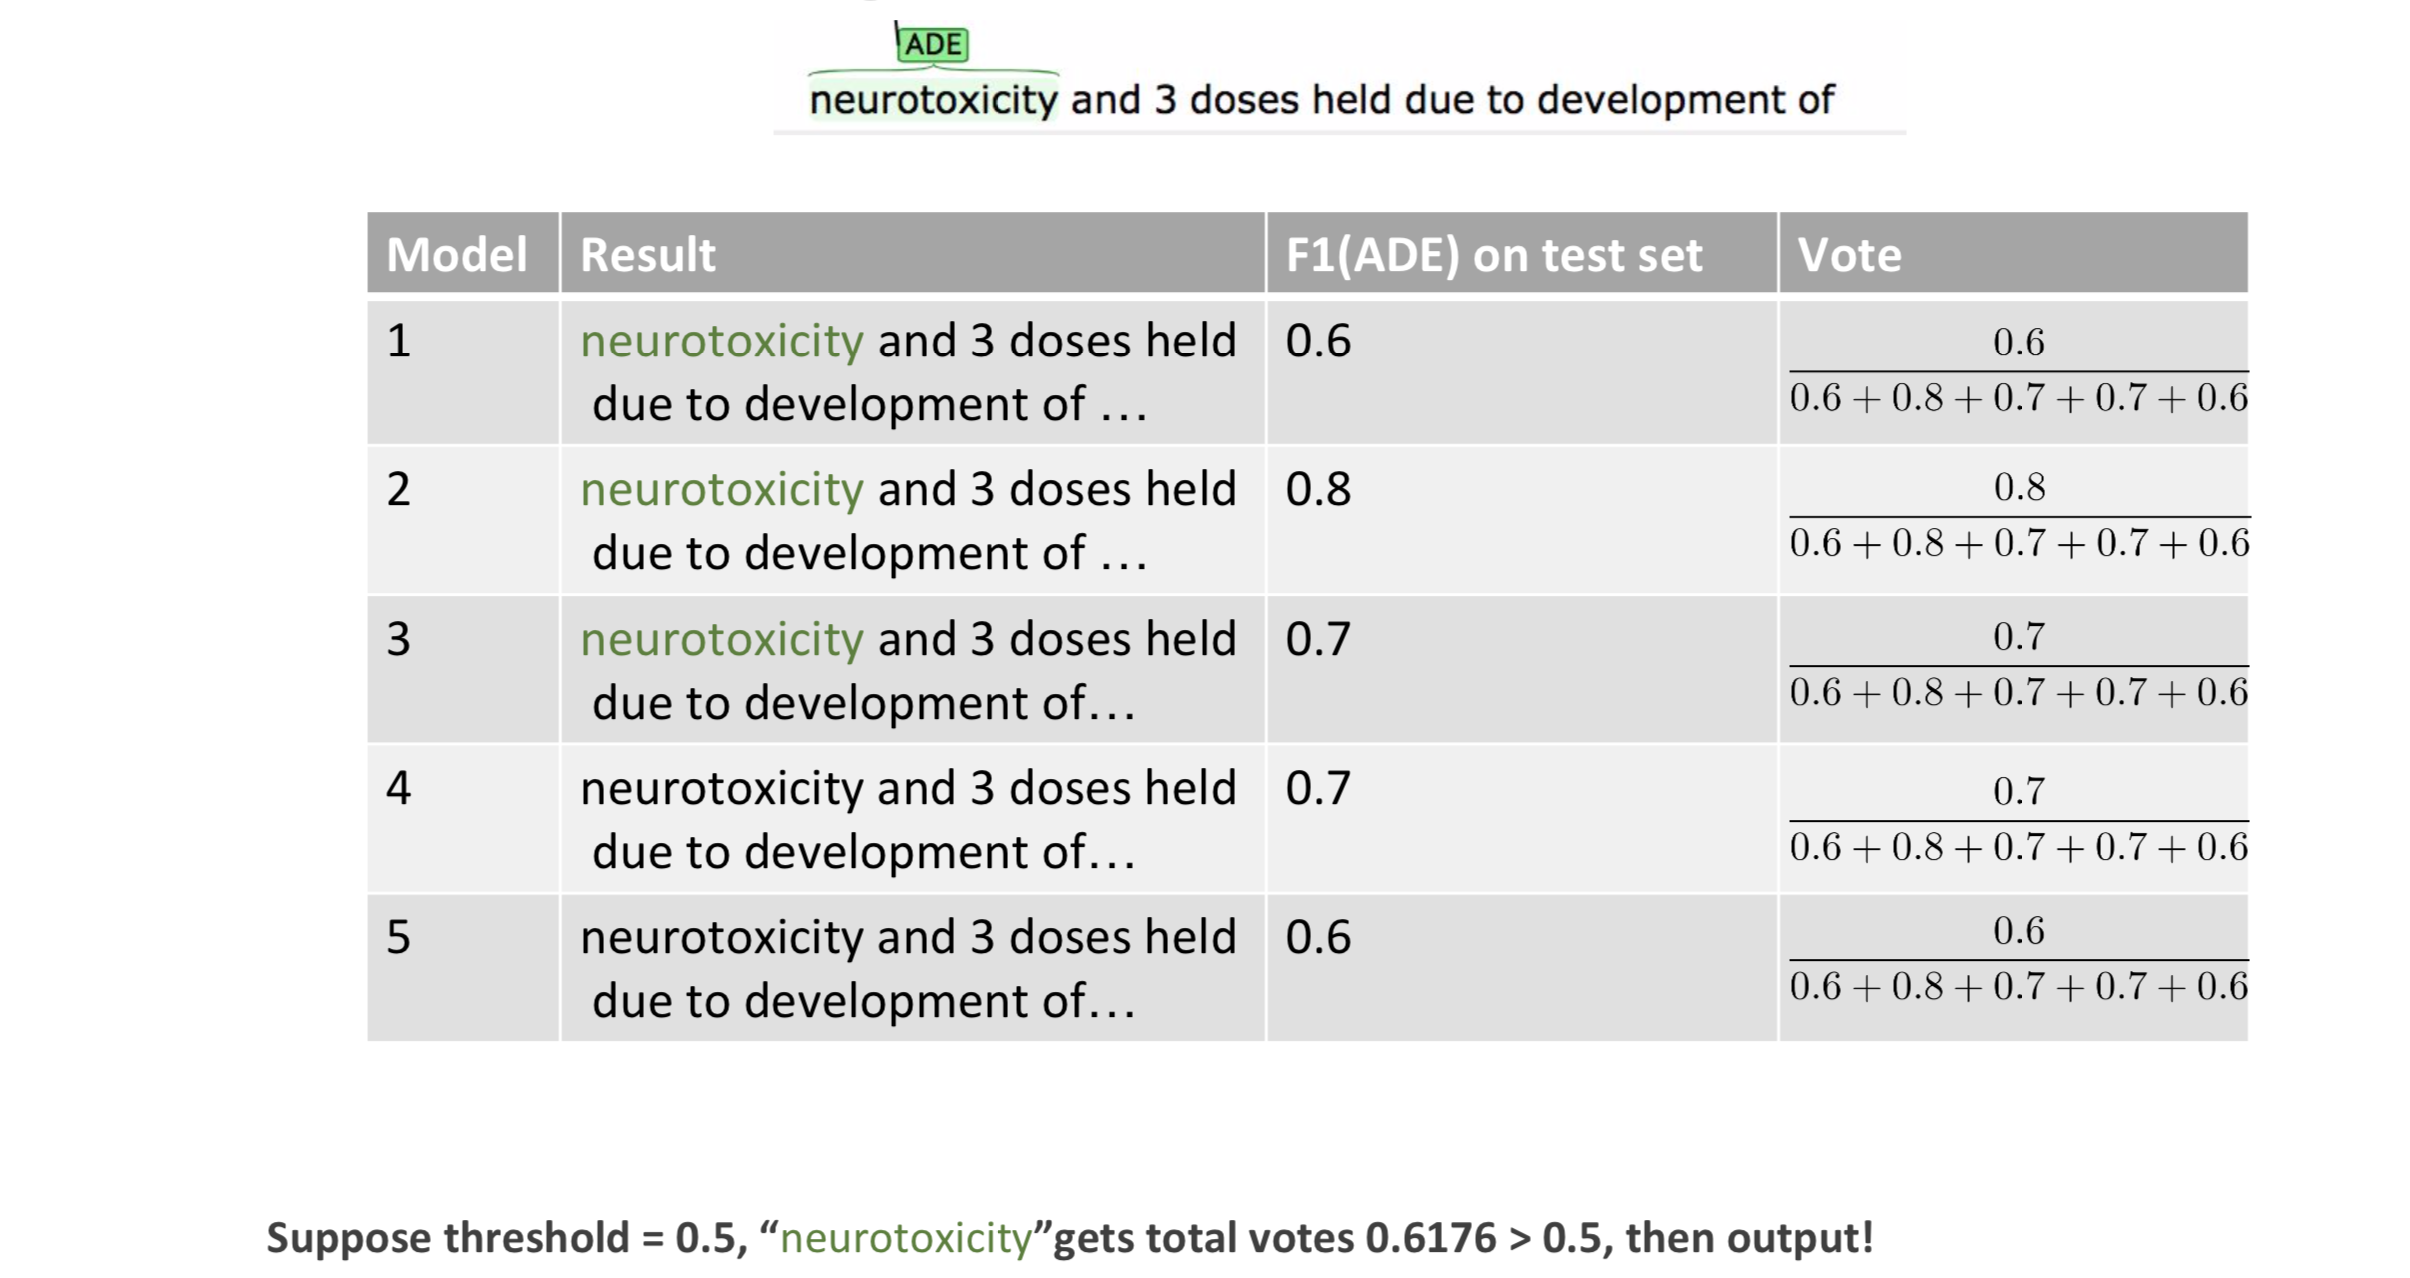 ADE
neurotoxicity and 3 doses held due to development of
Model Result F1(ADE) on test set Vote
1 neurotoxicity and 3 doses held 0.6 0.6
due to development of … 0.6 + 0.8 + 0.7 + 0.7 + 0.6
2 neurotoxicity and 3 doses held 0.8 0.8
due to development of … 0.6 + 0.8 + 0.7 + 0.7 + 0.6
3 neurotoxicity and 3 doses held 0.7 0.7
due to development of… 0.6 + 0.8 + 0.7 + 0.7 + 0.6
4 neurotoxicity and 3 doses held 0.7 0.7
due to development of… 0.6 + 0.8 + 0.7 + 0.7 + 0.6
5 neurotoxicity and 3 doses held 0.6 0.6
due to development of… 0.6 + 0.8 + 0.7 + 0.7 + 0.6
Suppose threshold = 0.5, “neurotoxicity”gets total votes 0.6176 > 0.5, then output!